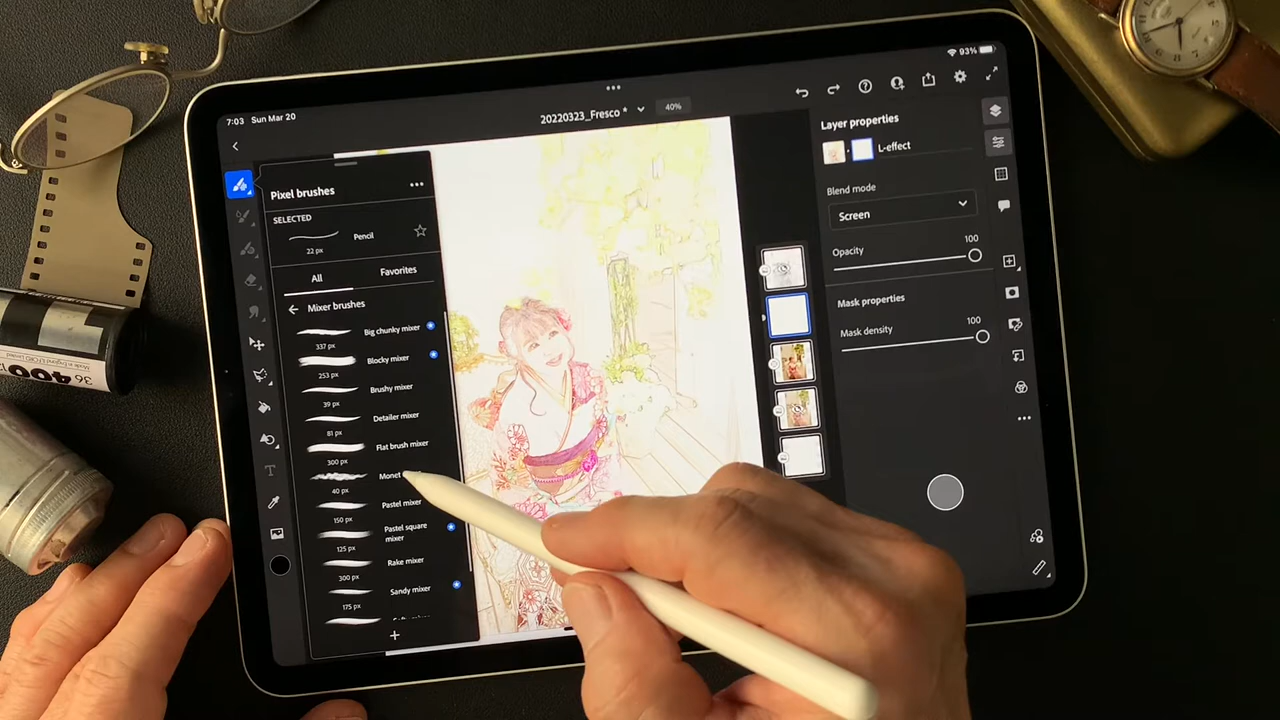 7:03 Sun Mar 20
93%
20220323_Fresco *
40%
Pixel brushes
SELECTED
Pencil
22 px
All
Favorites
Mixer brushes
Big chunky mixer
337 px
Blocky mixer
253 px
Brushy mixer
39 px
Detailer mixer
81 px
Flat brush mixer
300 px
Monet
40 px
Pastel mixer
150 px
Pastel square
mixer
125 px
Rake mixer
300 px
Sandy mixer
175 px
Layer properties
L-effect
Blend mode
Screen
Opacity
100
Mask properties
Mask density
100
T
400
36